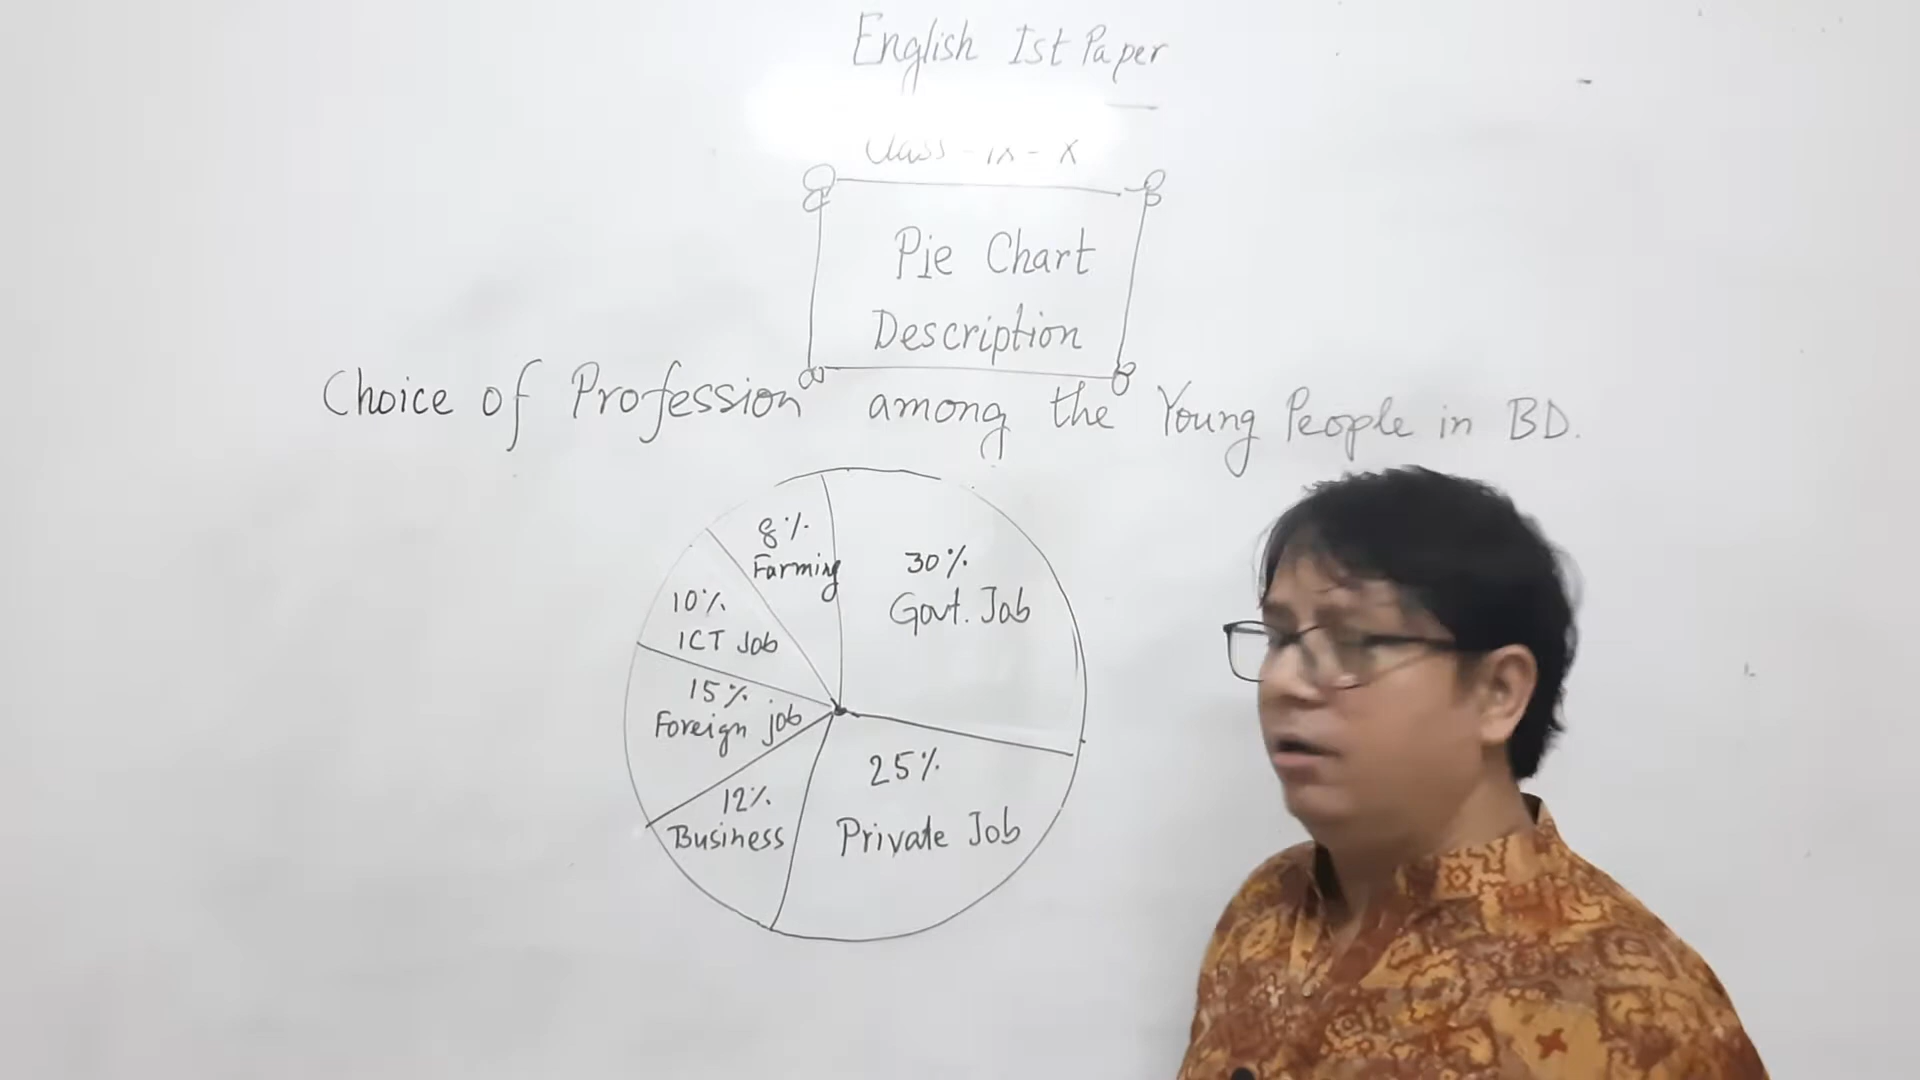 English Ist Paper
Class - IX - X
Pie Chart
Description
Choice of Profession among the Young People in BD.
8%
Farming
30%
Govt. Job
10%
ICT Job
15%
Foreign job
12%
Business
25%
Private Job